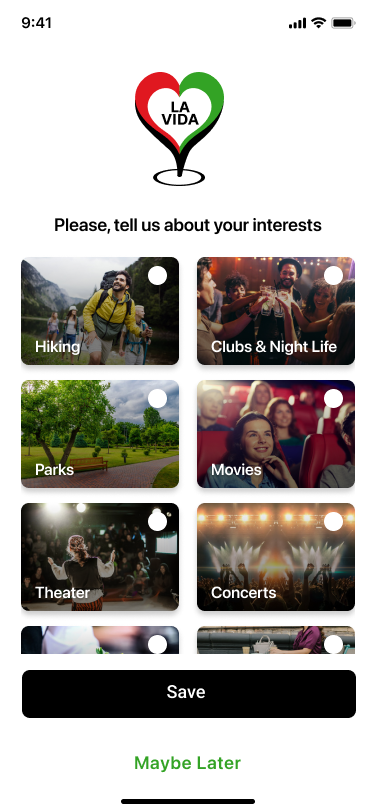 9:41
LA
VIDA
Please, tell us about your interests
Hiking
Clubs & Night Life
Parks
Movies
Theater
Concerts
Save
Maybe Later